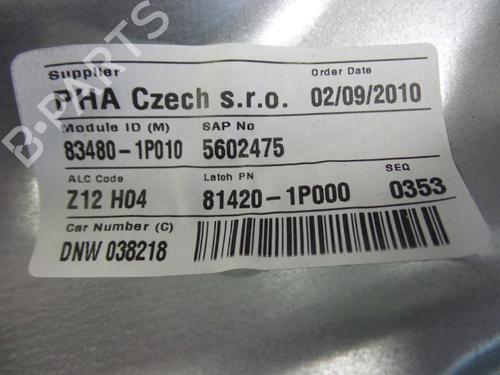 Supplier Order Date
PHA Czech s.r.o. 02/09/2010
Module ID (M) SAP No
83480-1P010 5602475
ALC Code Latch PN SEQ
Z12 H04 81420-1P000 0353
Car Number (C)
DNW 038218
B-PARTS